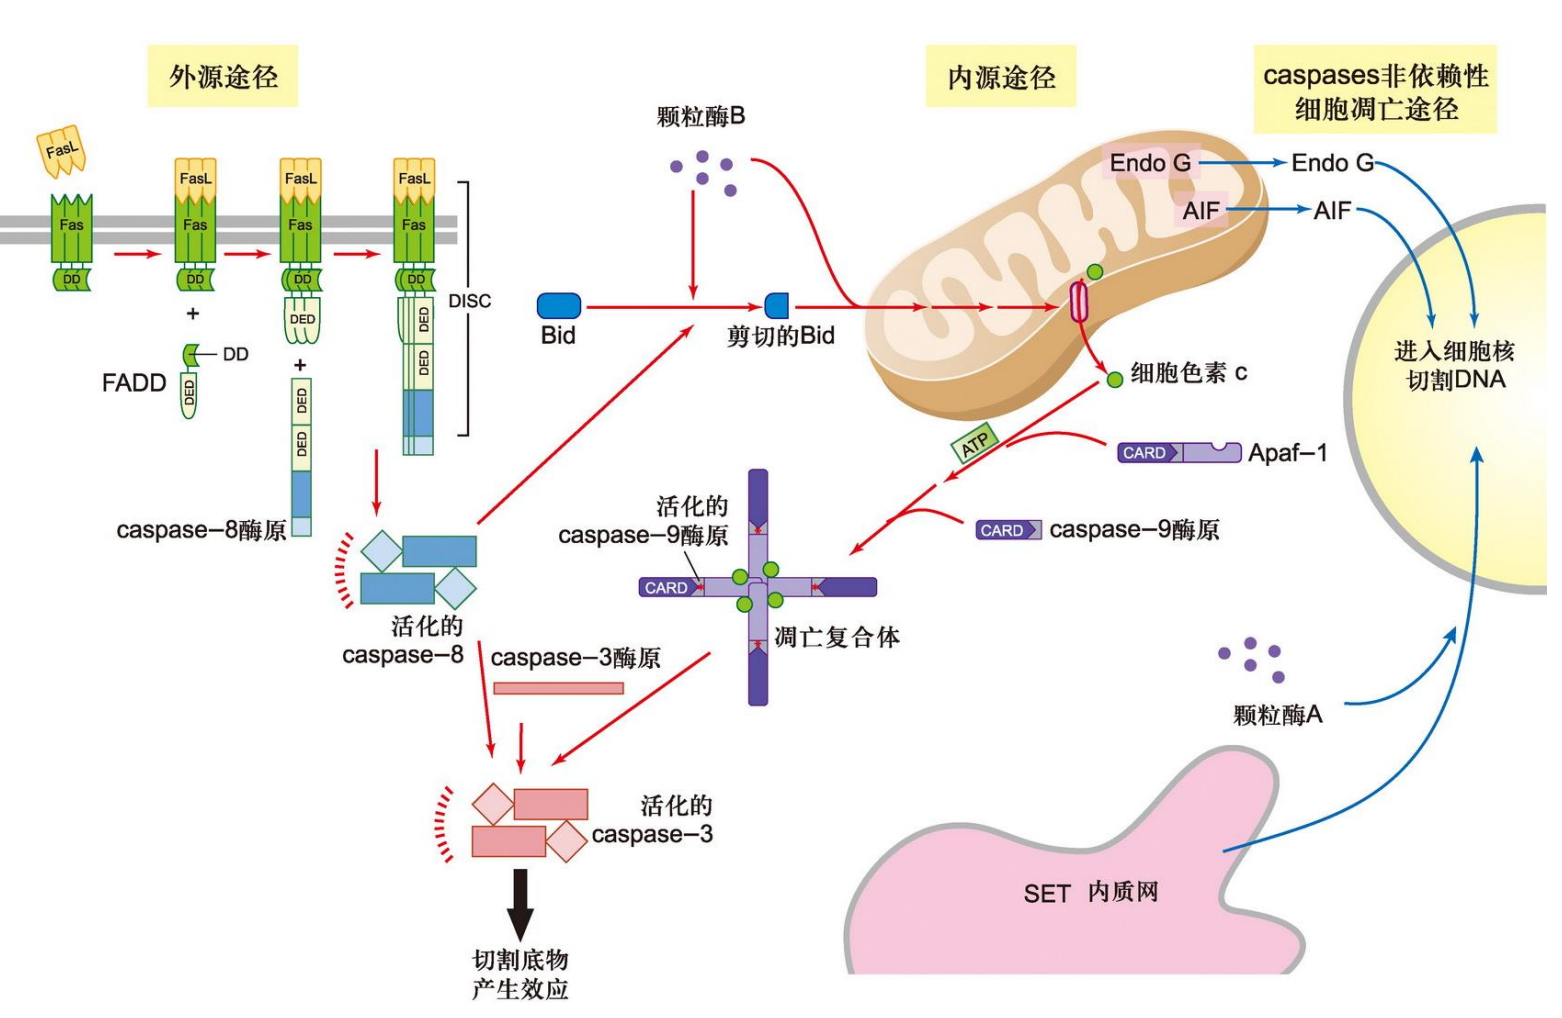 外源途径
内源途径
caspases非依赖性
细胞凋亡途径
颗粒酶B
FasL
FasL
FasL
FasL
Endo G
Endo G
AIF
AIF
Fas
Fas
Fas
Fas
DD
DD
DD
DD
DISC
+
DED
DED
DED
DD
FADD
DED
+
DED
DED
caspase–8酶原
Bid
剪切的Bid
细胞色素 c
进入细胞核
切割DNA
ATP
CARD
Apaf–1
CARD
caspase–9酶原
活化的
caspase–9酶原
CARD
凋亡复合体
活化的
caspase–8
caspase–3酶原
颗粒酶A
活化的
caspase–3
SET 内质网
切割底物
产生效应